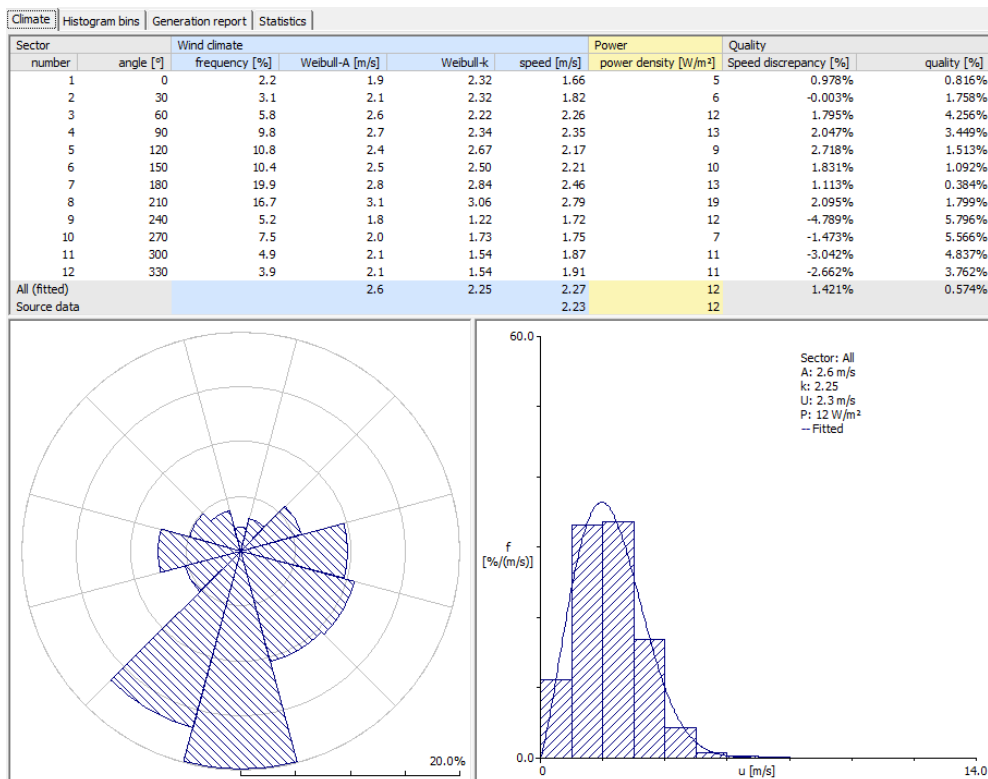 Climate Histogram bins Generation report Statistics
Sector Wind climate Power Quality
number angle [°] frequency [%] Weibull-A [m/s] Weibull-k speed [m/s] power density [W/m²] Speed discrepancy [%] quality [%]
1 0 2.2 1.9 2.32 1.66 5 0.978% 0.816%
2 30 3.1 2.1 2.32 1.82 6 -0.003% 1.758%
3 60 5.8 2.6 2.22 2.26 12 1.795% 4.256%
4 90 9.8 2.7 2.34 2.35 13 2.047% 3.449%
5 120 10.8 2.4 2.67 2.17 9 2.718% 1.513%
6 150 10.4 2.5 2.50 2.21 10 1.831% 1.092%
7 180 19.9 2.8 2.84 2.46 13 1.113% 0.384%
8 210 16.7 3.1 3.06 2.79 19 2.095% 1.799%
9 240 5.2 1.8 1.22 1.72 12 -4.789% 5.796%
10 270 7.5 2.0 1.73 1.75 7 -1.473% 5.566%
11 300 4.9 2.1 1.54 1.87 11 -3.042% 4.837%
12 330 3.9 2.1 1.54 1.91 11 -2.662% 3.762%
All (fitted) 2.6 2.25 2.27 12 1.421% 0.574%
Source data 2.23 12
20.0%
60.0
Sector: All
A: 2.6 m/s
k: 2.25
U: 2.3 m/s
P: 12 W/m²
-- Fitted
f
[%/(m/s)]
0.0
0 u [m/s] 14.0